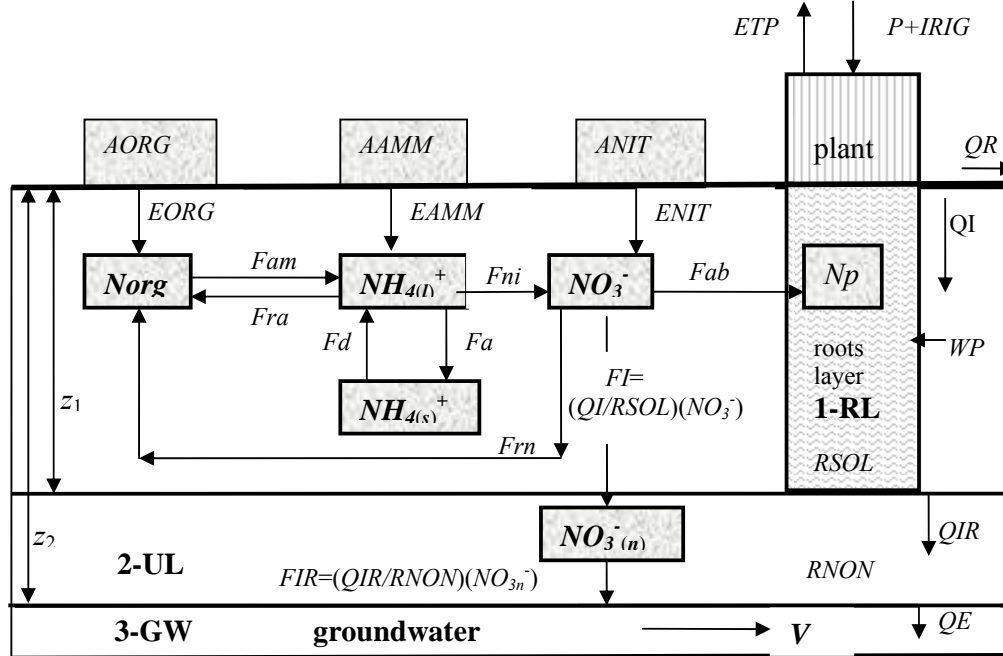 ETP
P+IRIG
AORG
AAMM
ANIT
plant
QR
EORG
EAMM
ENIT
QI
Norg
Fam
NH4(l)+
Fni
NO3-
Fab
Np
Fra
Fd
Fa
roots
layer
WP
FI=
(QI/RSOL)(NO3-)
1-RL
z1
NH4(s)+
Frn
RSOL
z2
NO3-(n)
QIR
2-UL
FIR=(QIR/RNON)(NO3n-)
RNON
3-GW
groundwater
V
QE